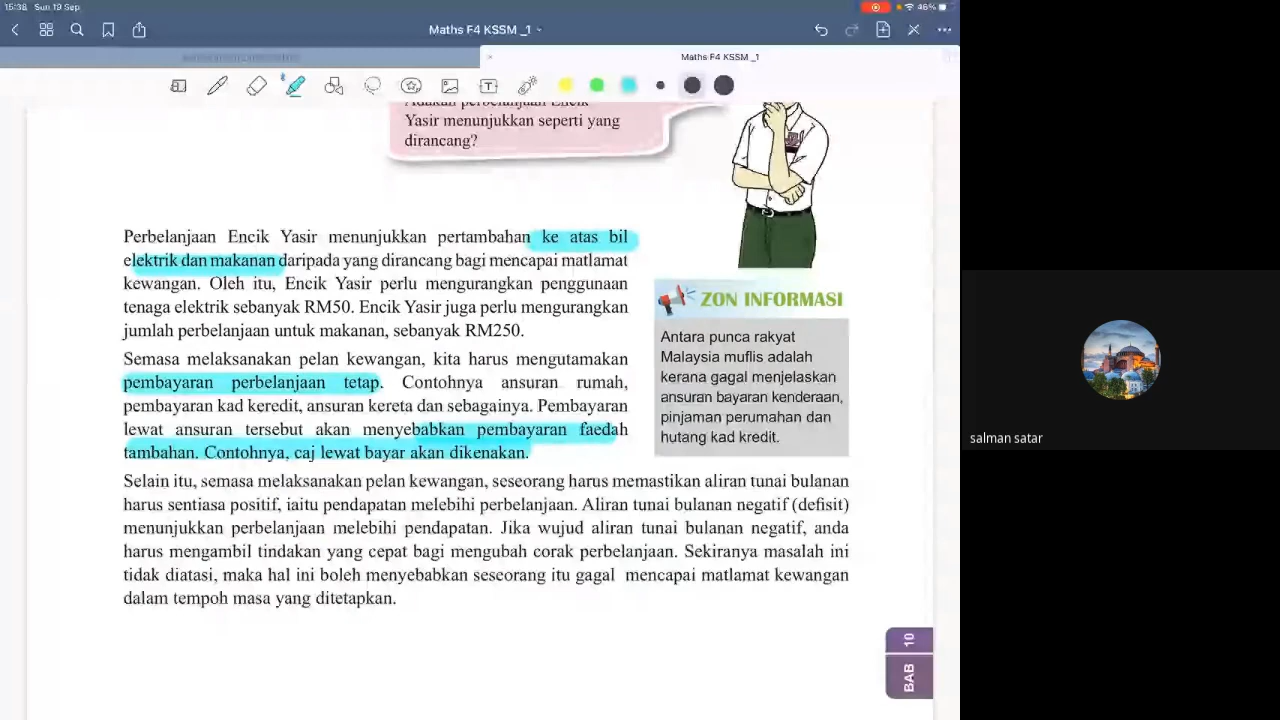 15:38 Sun 19 Sep
46%
Maths F4 KSSM _1
Maths F4 KSSM _1
Adakah perbelanjaan Encik
Yasir menunjukkan seperti yang
dirancang?
Perbelanjaan Encik Yasir menunjukkan pertambahan ke atas bil
elektrik dan makanan daripada yang dirancang bagi mencapai matlamat
kewangan. Oleh itu, Encik Yasir perlu mengurangkan penggunaan
tenaga elektrik sebanyak RM50. Encik Yasir juga perlu mengurangkan
jumlah perbelanjaan untuk makanan, sebanyak RM250.
Semasa melaksanakan pelan kewangan, kita harus mengutamakan
pembayaran perbelanjaan tetap. Contohnya ansuran rumah,
pembayaran kad keredit, ansuran kereta dan sebagainya. Pembayaran
lewat ansuran tersebut akan menyebabkan pembayaran faedah
tambahan. Contohnya, caj lewat bayar akan dikenakan.
ZON INFORMASI
Antara punca rakyat
Malaysia muflis adalah
kerana gagal menjelaskan
ansuran bayaran kenderaan,
pinjaman perumahan dan
hutang kad kredit.
Selain itu, semasa melaksanakan pelan kewangan, seseorang harus memastikan aliran tunai bulanan
harus sentiasa positif, iaitu pendapatan melebihi perbelanjaan. Aliran tunai bulanan negatif (defisit)
menunjukkan perbelanjaan melebihi pendapatan. Jika wujud aliran tunai bulanan negatif, anda
harus mengambil tindakan yang cepat bagi mengubah corak perbelanjaan. Sekiranya masalah ini
tidak diatasi, maka hal ini boleh menyebabkan seseorang itu gagal mencapai matlamat kewangan
dalam tempoh masa yang ditetapkan.
BAB 10
salman satar